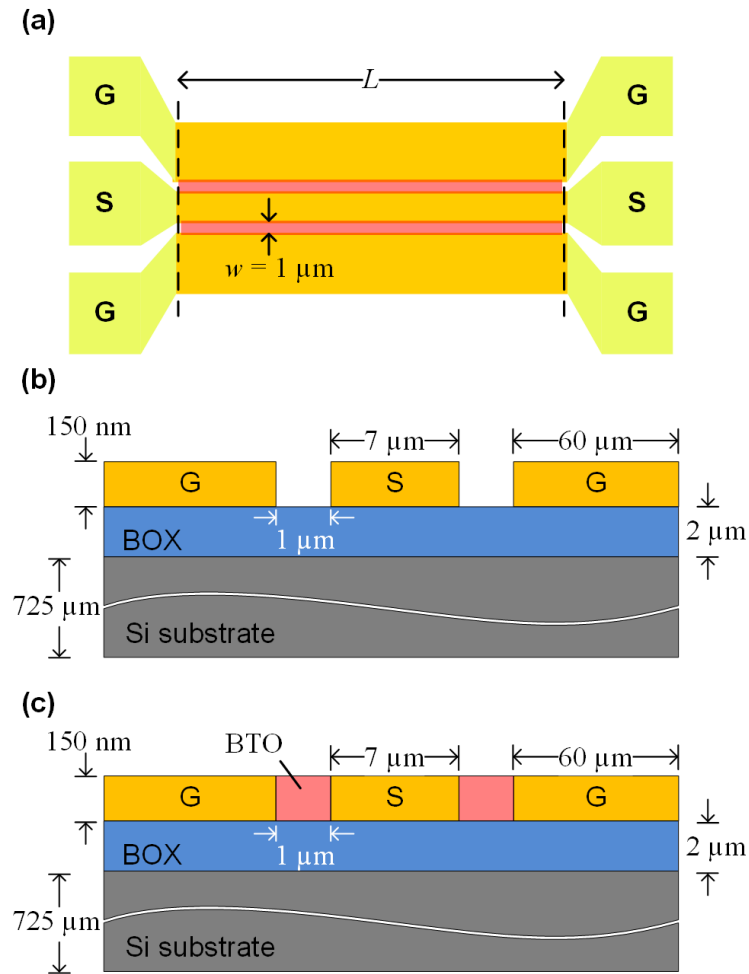 (a)
L
G G
S S
w = 1 µm
G G
(b)
150 nm
7 µm 60 µm
G S G
BOX 1 µm 2 µm
725 µm
Si substrate
(c)
150 nm BTO 7 µm 60 µm
G S G
BOX 1 µm 2 µm
725 µm
Si substrate